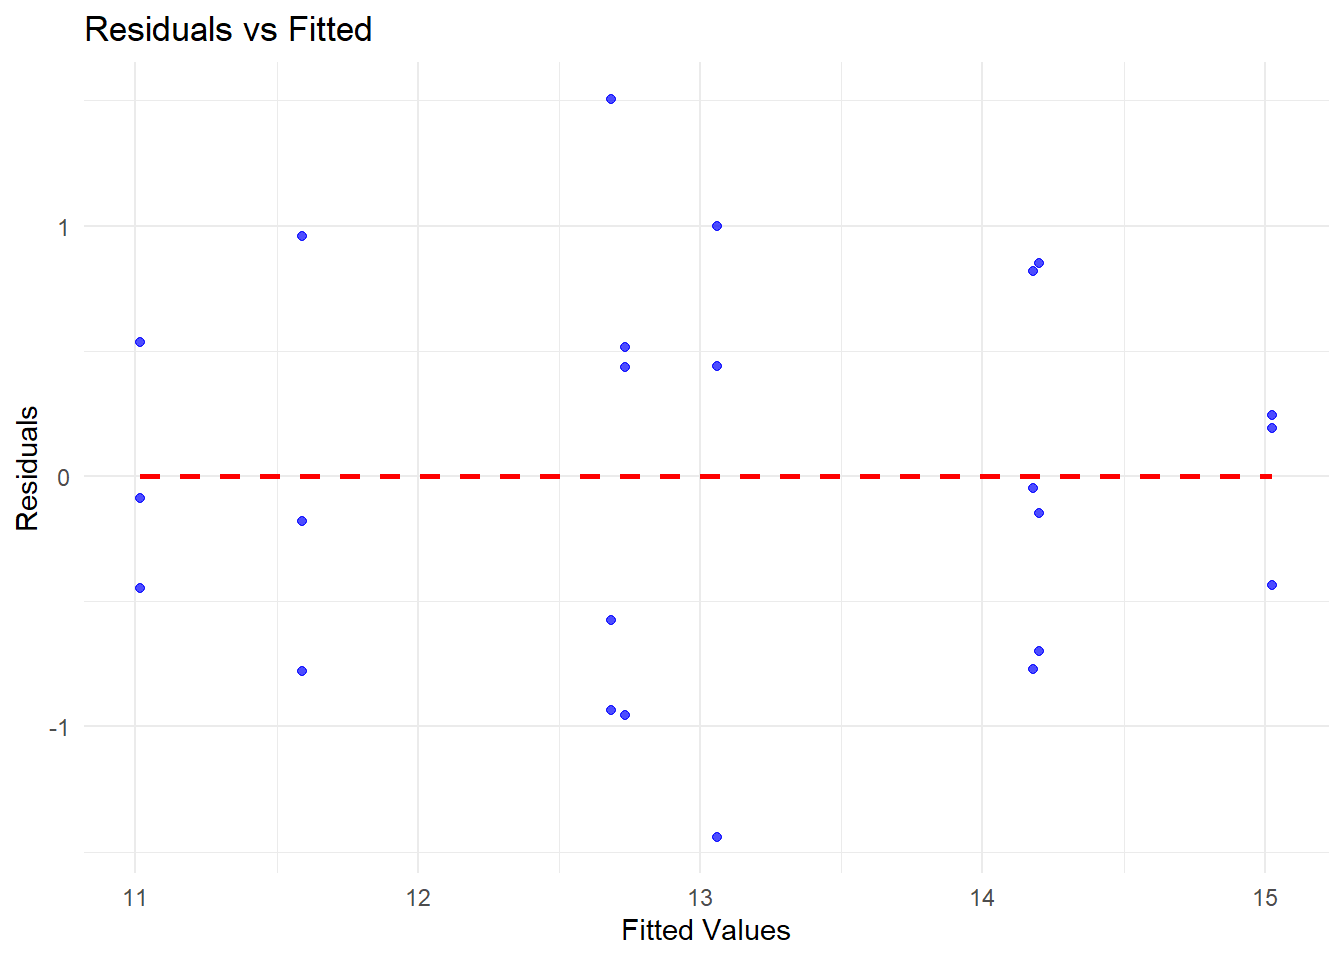 Residuals vs Fitted
1
0
-1
Residuals
11 12 13 14 15
Fitted Values